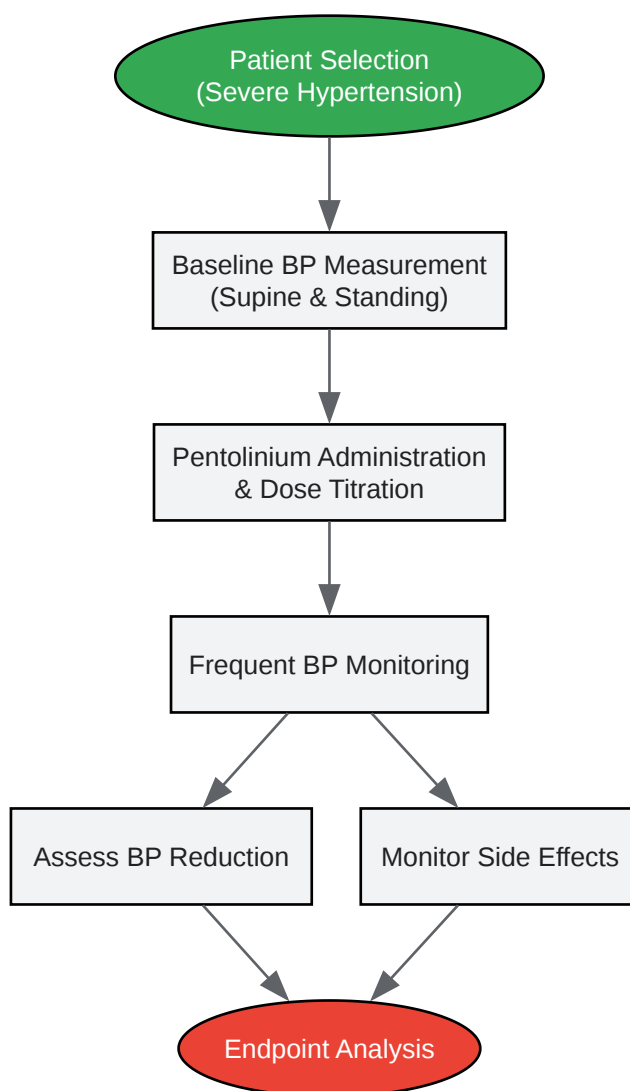 Patient Selection
(Severe Hypertension)
Baseline BP Measurement
(Supine & Standing)
Pentolinium Administration
& Dose Titration
Frequent BP Monitoring
Assess BP Reduction
Monitor Side Effects
Endpoint Analysis